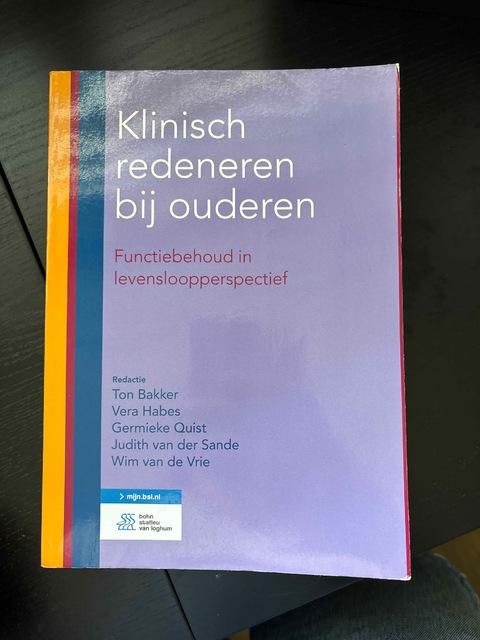 Klinisch
redeneren
bij ouderen
Functiebehoud in
levensloopperspectief
Redactie
Ton Bakker
Vera Habes
Germieke Quist
Judith van der Sande
Wim van de Vrie
> mijn.bsl.nl
bohn
stafleu
van loghum